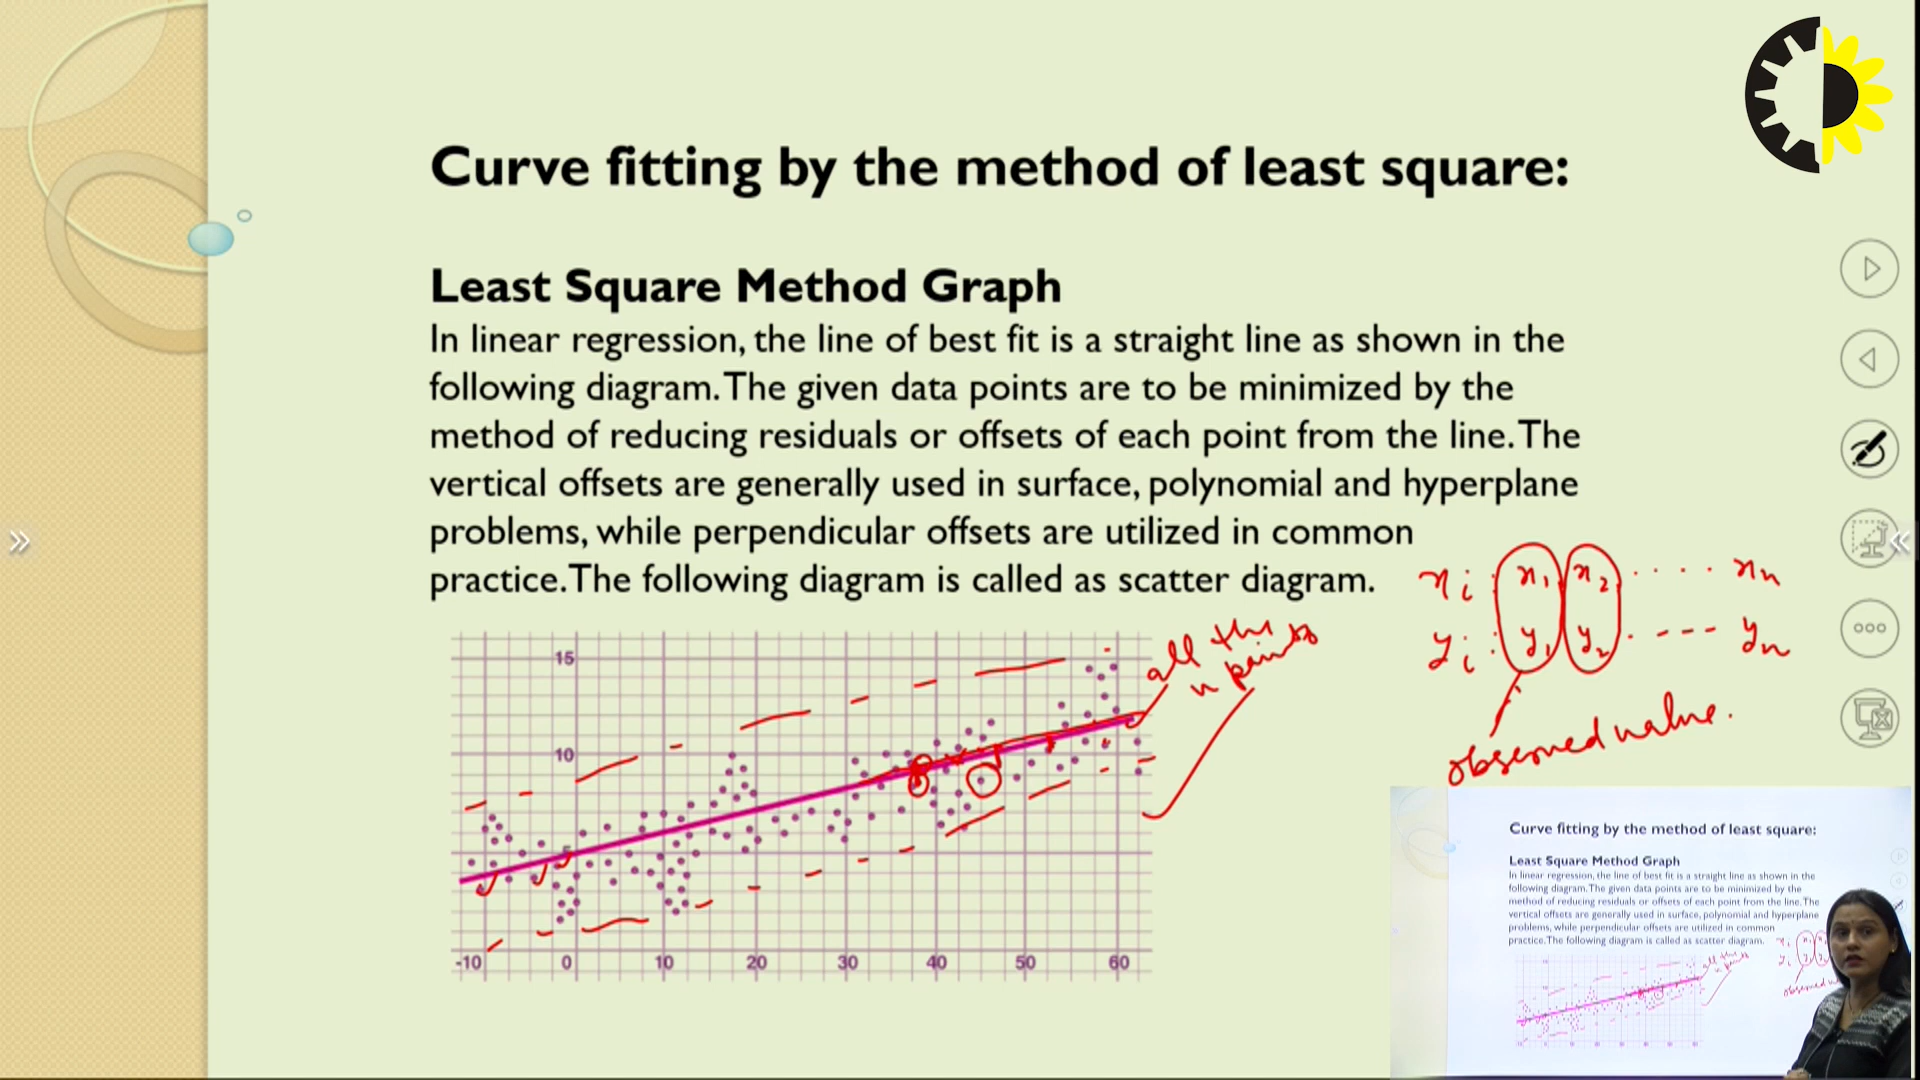 Curve fitting by the method of least square:
Least Square Method Graph
In linear regression, the line of best fit is a straight line as shown in the
following diagram. The given data points are to be minimized by the
method of reducing residuals or offsets of each point from the line. The
vertical offsets are generally used in surface, polynomial and hyperplane
problems, while perpendicular offsets are utilized in common
practice. The following diagram is called as scatter diagram.
xi : x1 x2 . . . . xn
yi : y1 y2 . - - - yn
observed value.
all the
n points
15
10
5
-10 0 10 20 30 40 50 60
Curve fitting by the method of least square:
Least Square Method Graph
In linear regression, the line of best fit is a straight line as shown in the
following diagram. The given data points are to be minimized by the
method of reducing residuals or offsets of each point from the line. The
vertical offsets are generally used in surface, polynomial and hyperplane
problems, while perpendicular offsets are utilized in common
practice. The following diagram is called as scatter diagram.